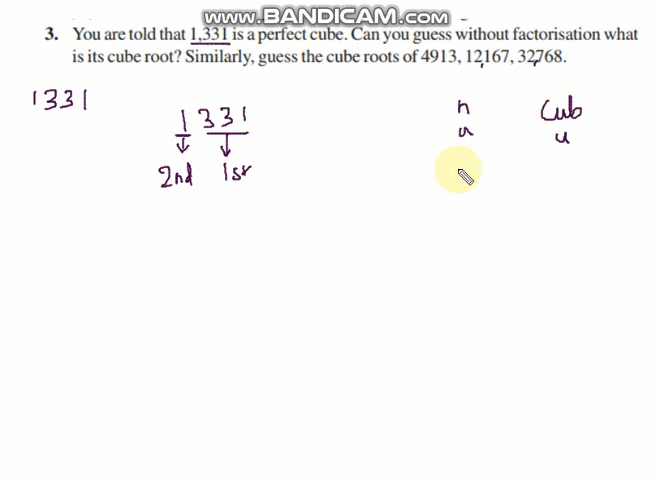 www.BANDICAM.com
3. You are told that 1,331 is a perfect cube. Can you guess without factorisation what
is its cube root? Similarly, guess the cube roots of 4913, 12167, 32768.
1331
1 331
2nd 1st
n Cub
u u